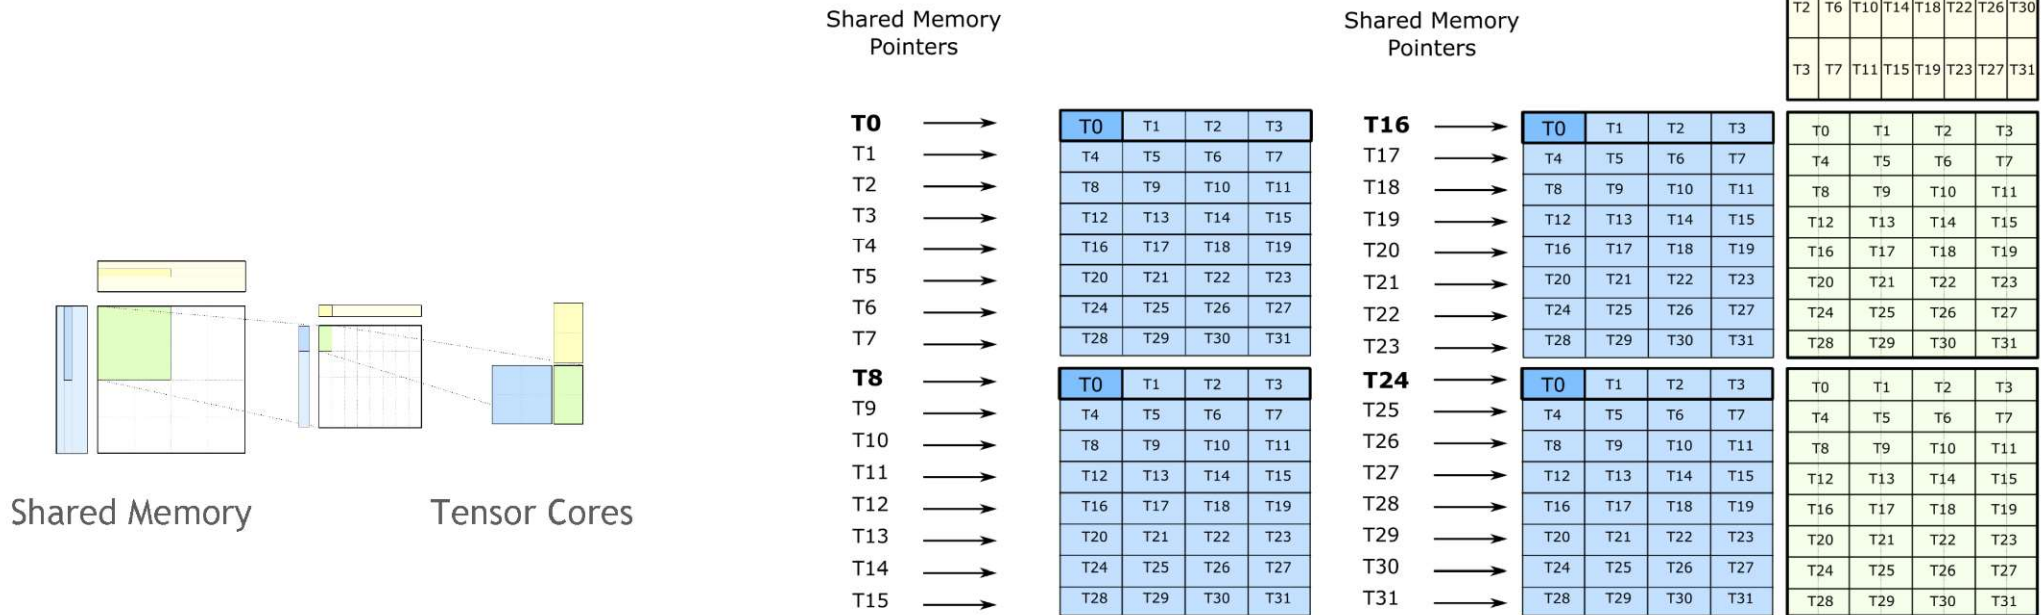 Shared Memory
Pointers
Shared Memory
Pointers
T2 T6 T10 T14 T18 T22 T26 T30
T3 T7 T11 T15 T19 T23 T27 T31
T0 T0 T1 T2 T3 T16 T0 T1 T2 T3 T0 T1 T2 T3
T1 T4 T5 T6 T7 T17 T4 T5 T6 T7 T4 T5 T6 T7
T2 T8 T9 T10 T11 T18 T8 T9 T10 T11 T8 T9 T10 T11
T3 T12 T13 T14 T15 T19 T12 T13 T14 T15 T12 T13 T14 T15
T4 T16 T17 T18 T19 T20 T16 T17 T18 T19 T16 T17 T18 T19
T5 T20 T21 T22 T23 T21 T20 T21 T22 T23 T20 T21 T22 T23
T6 T24 T25 T26 T27 T22 T24 T25 T26 T27 T24 T25 T26 T27
T7 T28 T29 T30 T31 T23 T28 T29 T30 T31 T28 T29 T30 T31
T8 T0 T1 T2 T3 T24 T0 T1 T2 T3 T0 T1 T2 T3
T9 T4 T5 T6 T7 T25 T4 T5 T6 T7 T4 T5 T6 T7
T10 T8 T9 T10 T11 T26 T8 T9 T10 T11 T8 T9 T10 T11
T11 T12 T13 T14 T15 T27 T12 T13 T14 T15 T12 T13 T14 T15
T12 T16 T17 T18 T19 T28 T16 T17 T18 T19 T16 T17 T18 T19
T13 T20 T21 T22 T23 T29 T20 T21 T22 T23 T20 T21 T22 T23
T14 T24 T25 T26 T27 T30 T24 T25 T26 T27 T24 T25 T26 T27
T15 T28 T29 T30 T31 T31 T28 T29 T30 T31 T28 T29 T30 T31
Shared Memory
Tensor Cores